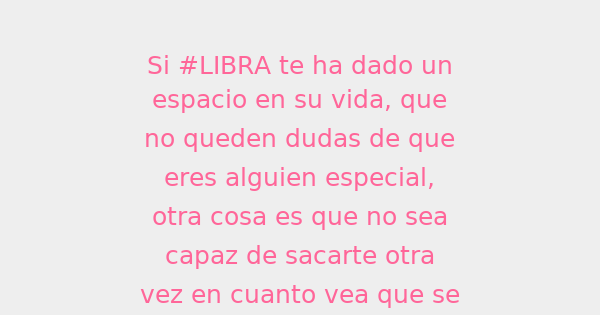 Si #LIBRA te ha dado un
espacio en su vida, que
no queden dudas de que
eres alguien especial,
otra cosa es que no sea
capaz de sacarte otra
vez en cuanto vea que se